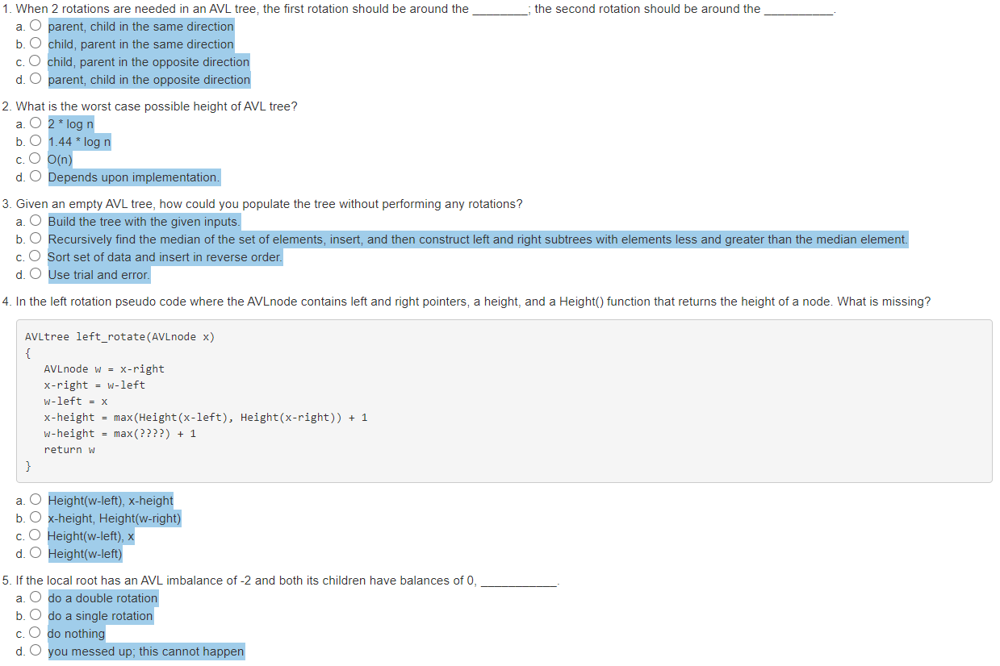 1. When 2 rotations are needed in an AVL tree, the first rotation should be around the ________; the second rotation should be around the __________.
a. parent, child in the same direction
b. child, parent in the same direction
c. child, parent in the opposite direction
d. parent, child in the opposite direction
2. What is the worst case possible height of AVL tree?
a. 2 * log n
b. 1.44 * log n
c. O(n)
d. Depends upon implementation.
3. Given an empty AVL tree, how could you populate the tree without performing any rotations?
a. Build the tree with the given inputs.
b. Recursively find the median of the set of elements, insert, and then construct left and right subtrees with elements less and greater than the median element.
c. Sort set of data and insert in reverse order.
d. Use trial and error.
4. In the left rotation pseudo code where the AVLnode contains left and right pointers, a height, and a Height() function that returns the height of a node. What is missing?
AVLtree left_rotate(AVLnode x)
{
AVLnode w = x-right
x-right = w-left
w-left = x
x-height = max(Height(x-left), Height(x-right)) + 1
w-height = max(????) + 1
return w
}
a. Height(w-left), x-height
b. x-height, Height(w-right)
c. Height(w-left), x
d. Height(w-left)
5. If the local root has an AVL imbalance of -2 and both its children have balances of 0, ___________.
a. do a double rotation
b. do a single rotation
c. do nothing
d. you messed up; this cannot happen